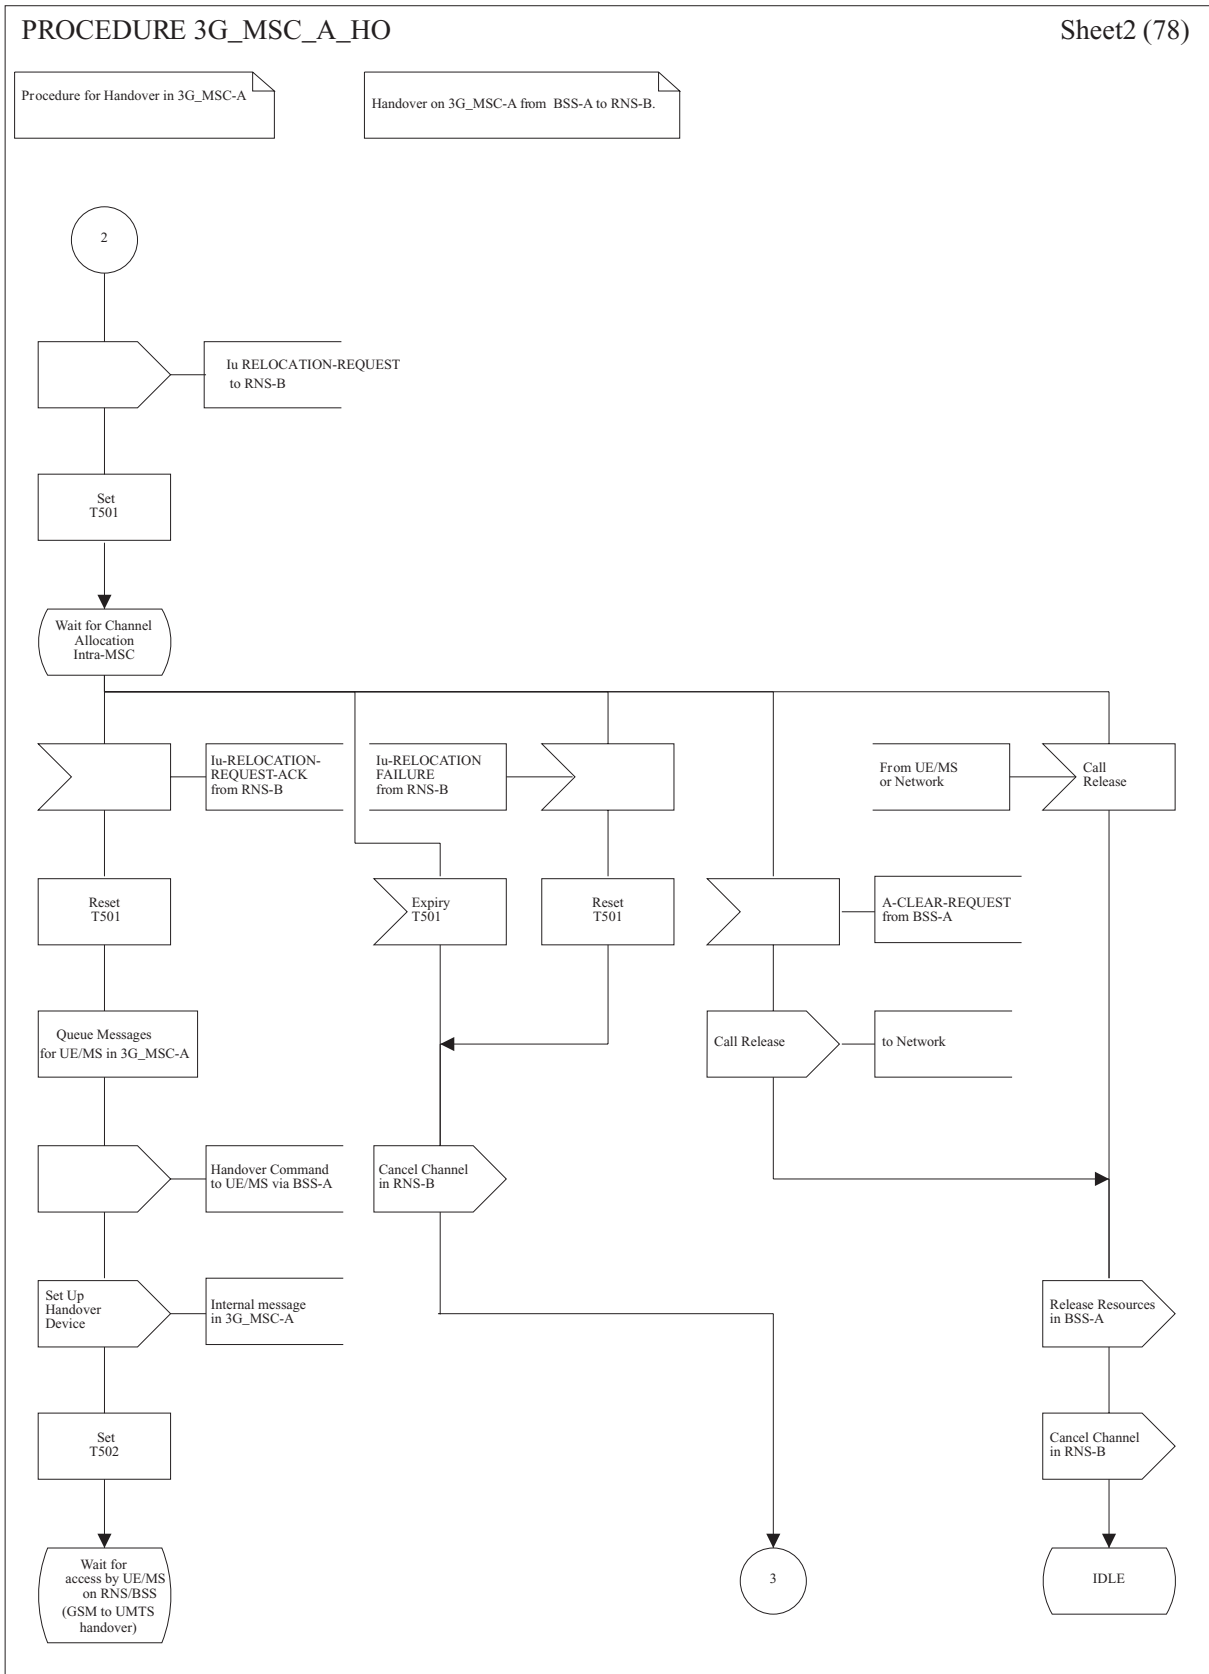 PROCEDURE 3G_MSC_A_HO
Sheet2 (78)
Procedure for Handover in 3G_MSC-A
Handover on 3G_MSC-A from BSS-A to RNS-B.
2
Iu RELOCATION-REQUEST
to RNS-B
Set
T501
Wait for Channel
Allocation
Intra-MSC
Iu-RELOCATION-
REQUEST-ACK
from RNS-B
Iu-RELOCATION
FAILURE
from RNS-B
From UE/MS
or Network
Call
Release
Reset
T501
Expiry
T501
Reset
T501
A-CLEAR-REQUEST
from BSS-A
Queue Messages
for UE/MS in 3G_MSC-A
Call Release
to Network
Handover Command
to UE/MS via BSS-A
Cancel Channel
in RNS-B
Set Up
Handover
Device
Internal message
in 3G_MSC-A
Release Resources
in BSS-A
Set
T502
Cancel Channel
in RNS-B
Wait for
access by UE/MS
on RNS/BSS
(GSM to UMTS
handover)
3
IDLE